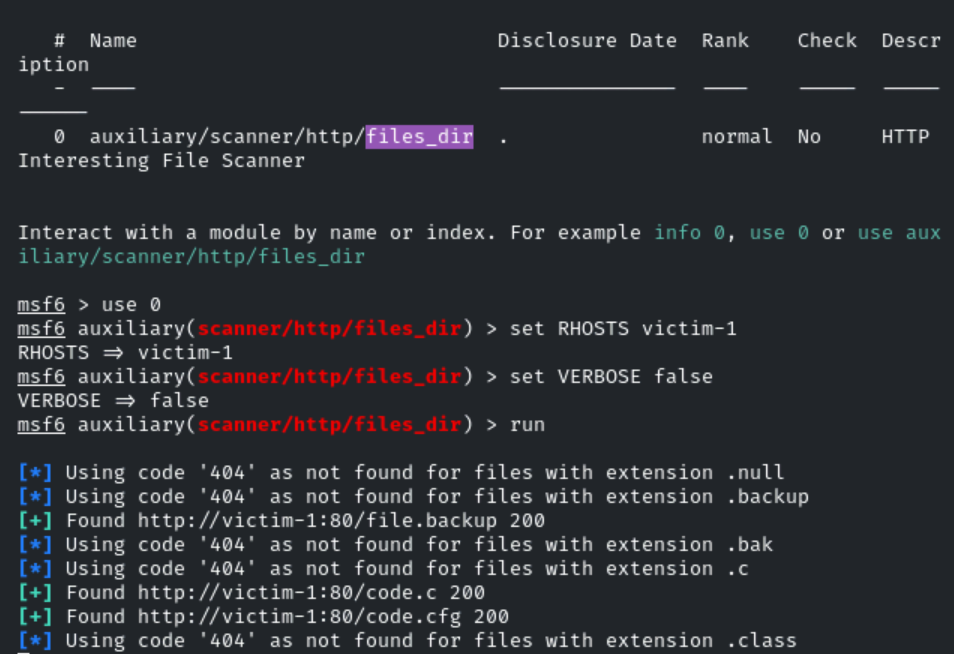 #  Name                              Disclosure Date  Rank    Check  Descr
iption
-  ----                              ---------------  ----    -----  -----
------
0  auxiliary/scanner/http/files_dir  .                normal  No     HTTP
Interesting File Scanner
Interact with a module by name or index. For example info 0, use 0 or use aux
iliary/scanner/http/files_dir
msf6 > use 0
msf6 auxiliary(scanner/http/files_dir) > set RHOSTS victim-1
RHOSTS ⇒ victim-1
msf6 auxiliary(scanner/http/files_dir) > set VERBOSE false
VERBOSE ⇒ false
msf6 auxiliary(scanner/http/files_dir) > run
[*] Using code '404' as not found for files with extension .null
[*] Using code '404' as not found for files with extension .backup
[+] Found http://victim-1:80/file.backup 200
[*] Using code '404' as not found for files with extension .bak
[*] Using code '404' as not found for files with extension .c
[+] Found http://victim-1:80/code.c 200
[+] Found http://victim-1:80/code.cfg 200
[*] Using code '404' as not found for files with extension .class